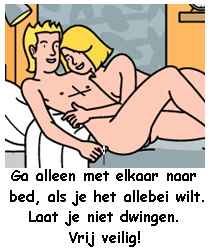 Ga alleen met elkaar naar
bed, als je het allebei wilt.
Laat je niet dwingen.
Vrij veilig!